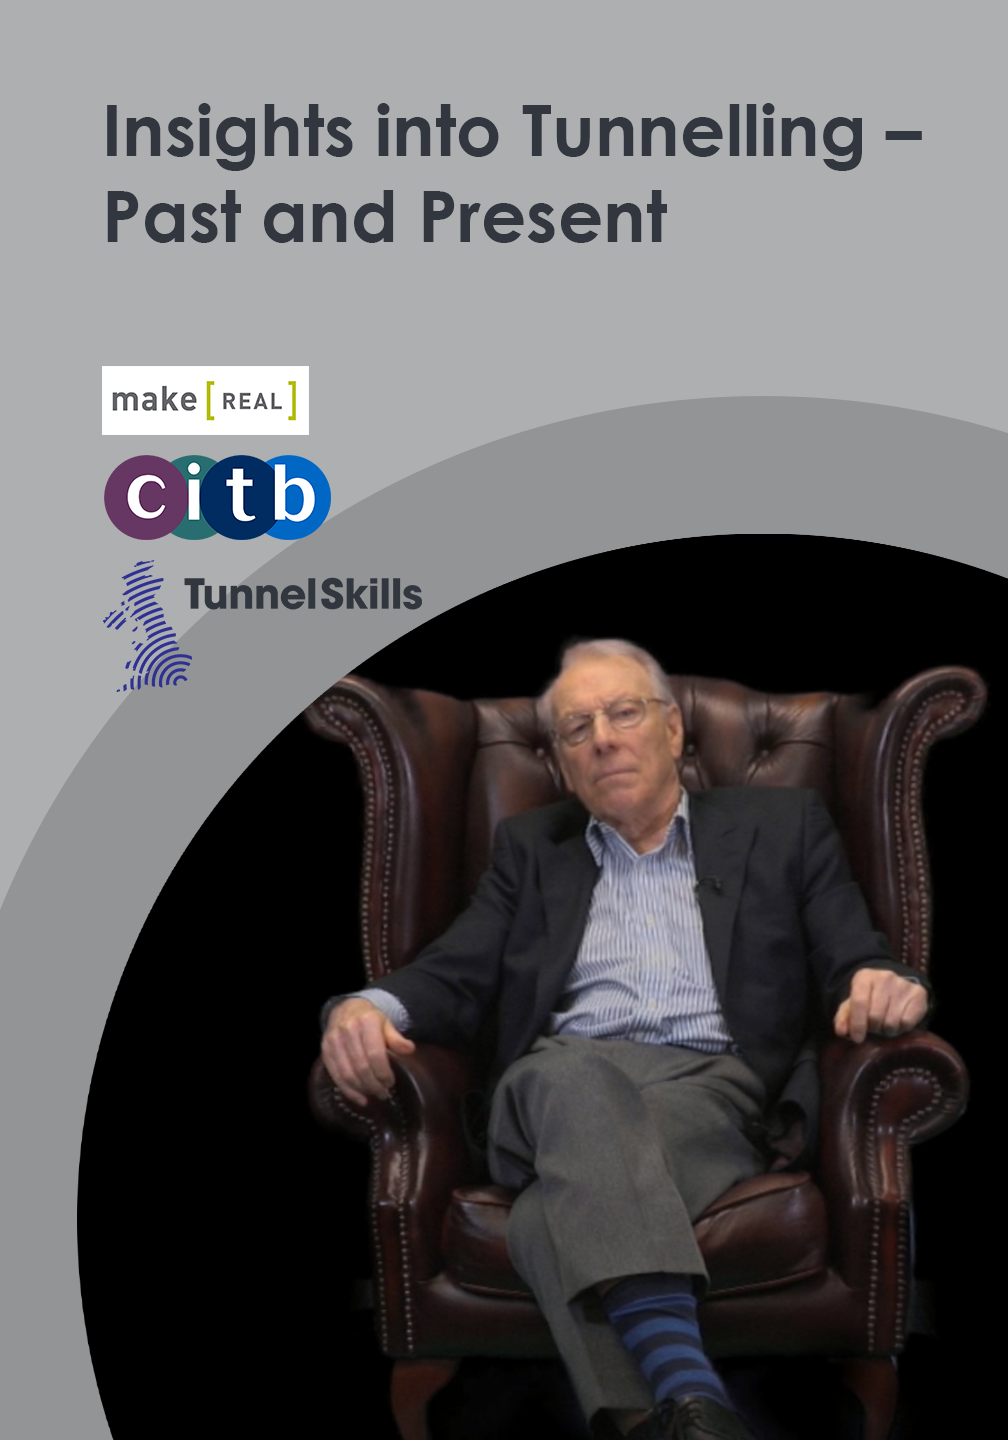 Insights into Tunnelling –
Past and Present
make [REAL]
citb
TunnelSkills